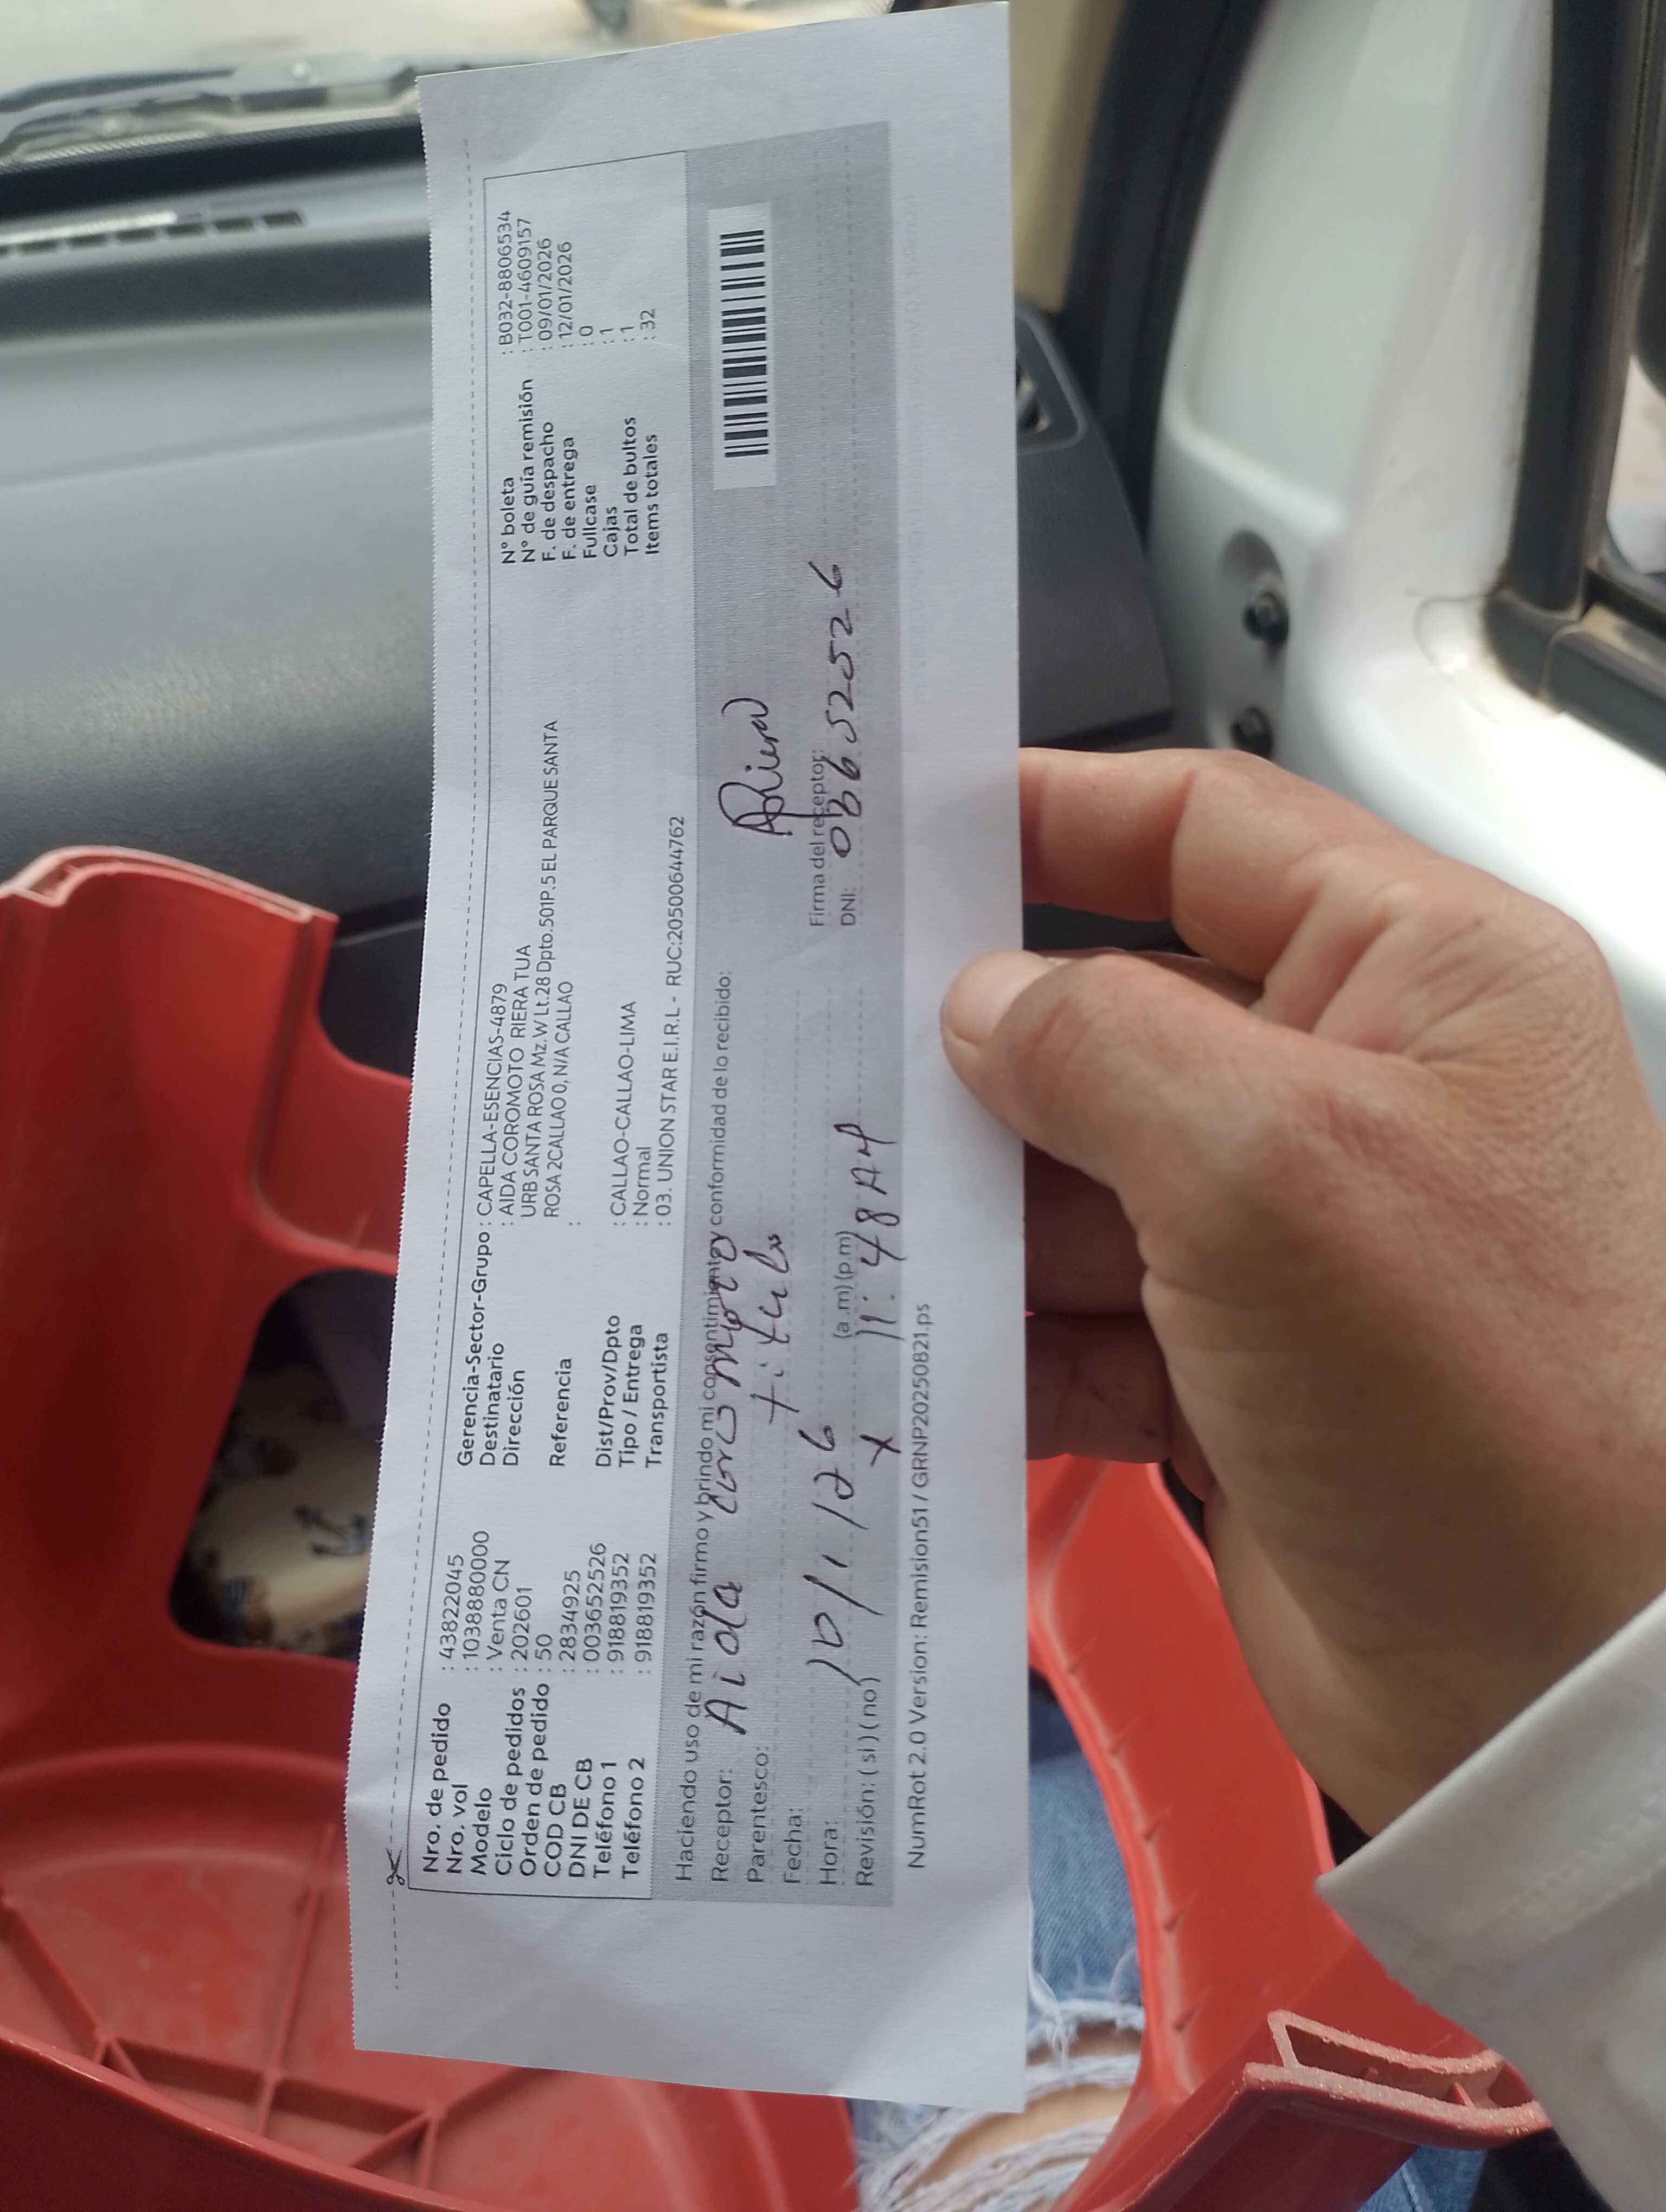 Nro. de pedido : 438222045
Nro. vol : 1038880000
Modelo : Venta CN
Ciclo de pedidos : 202601
Orden de pedido : 50
COD CB : 2834925
DNI DE CB : 003652526
Teléfono 1 : 918819352
Teléfono 2 : 918819352
Gerencia-Sector-Grupo : CAPELLA-ESENCIAS-4879
Destinatario : AIDA COROMOTO RIERA TUA
Dirección URB SANTA ROSA Mz.W Lt.28 Dpto.501P.5 EL PARQUE SANTA
ROSA 2CALLAO 0, N/A CALLAO
Referencia :
Dist/Prov/Dpto : CALLAO-CALLAO-LIMA
Tipo / Entrega : Normal
Transportista : 03. UNION STAR E.I.R.L - RUC:20500644762
N° boleta : B032-8806534
N° de guía remisión : T001-4609157
F. de despacho : 09/01/2026
F. de entrega : 12/01/2026
Fullcase : 0
Cajas : 1
Total de bultos : 1
Items totales : 32
Haciendo uso de mi razón firmo y brindo mi consentimiento y conformidad de lo recibido:
Receptor: Aida coromoto
Parentesco: titular
Fecha: 10/1/26
Hora: (a .m) (p.m) 11:48 AM
Revisión: ( si ) ( no ) x
Riera
Firma del receptor:
DNI: 003652526
NumRot 2.0 Version: Remision51 / GRNP20250821.ps